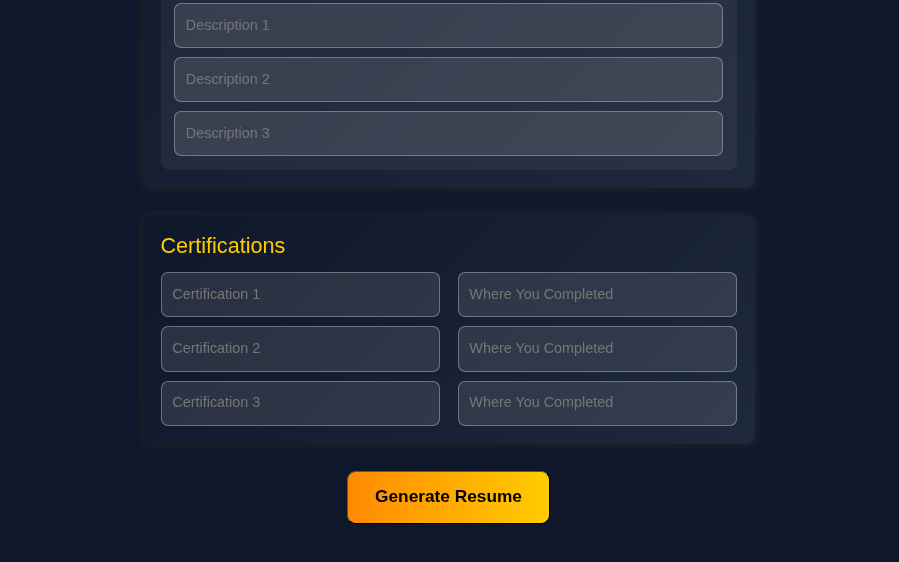 Description 1
Description 2
Description 3
Certifications
Certification 1 Where You Completed
Certification 2 Where You Completed
Certification 3 Where You Completed
Generate Resume